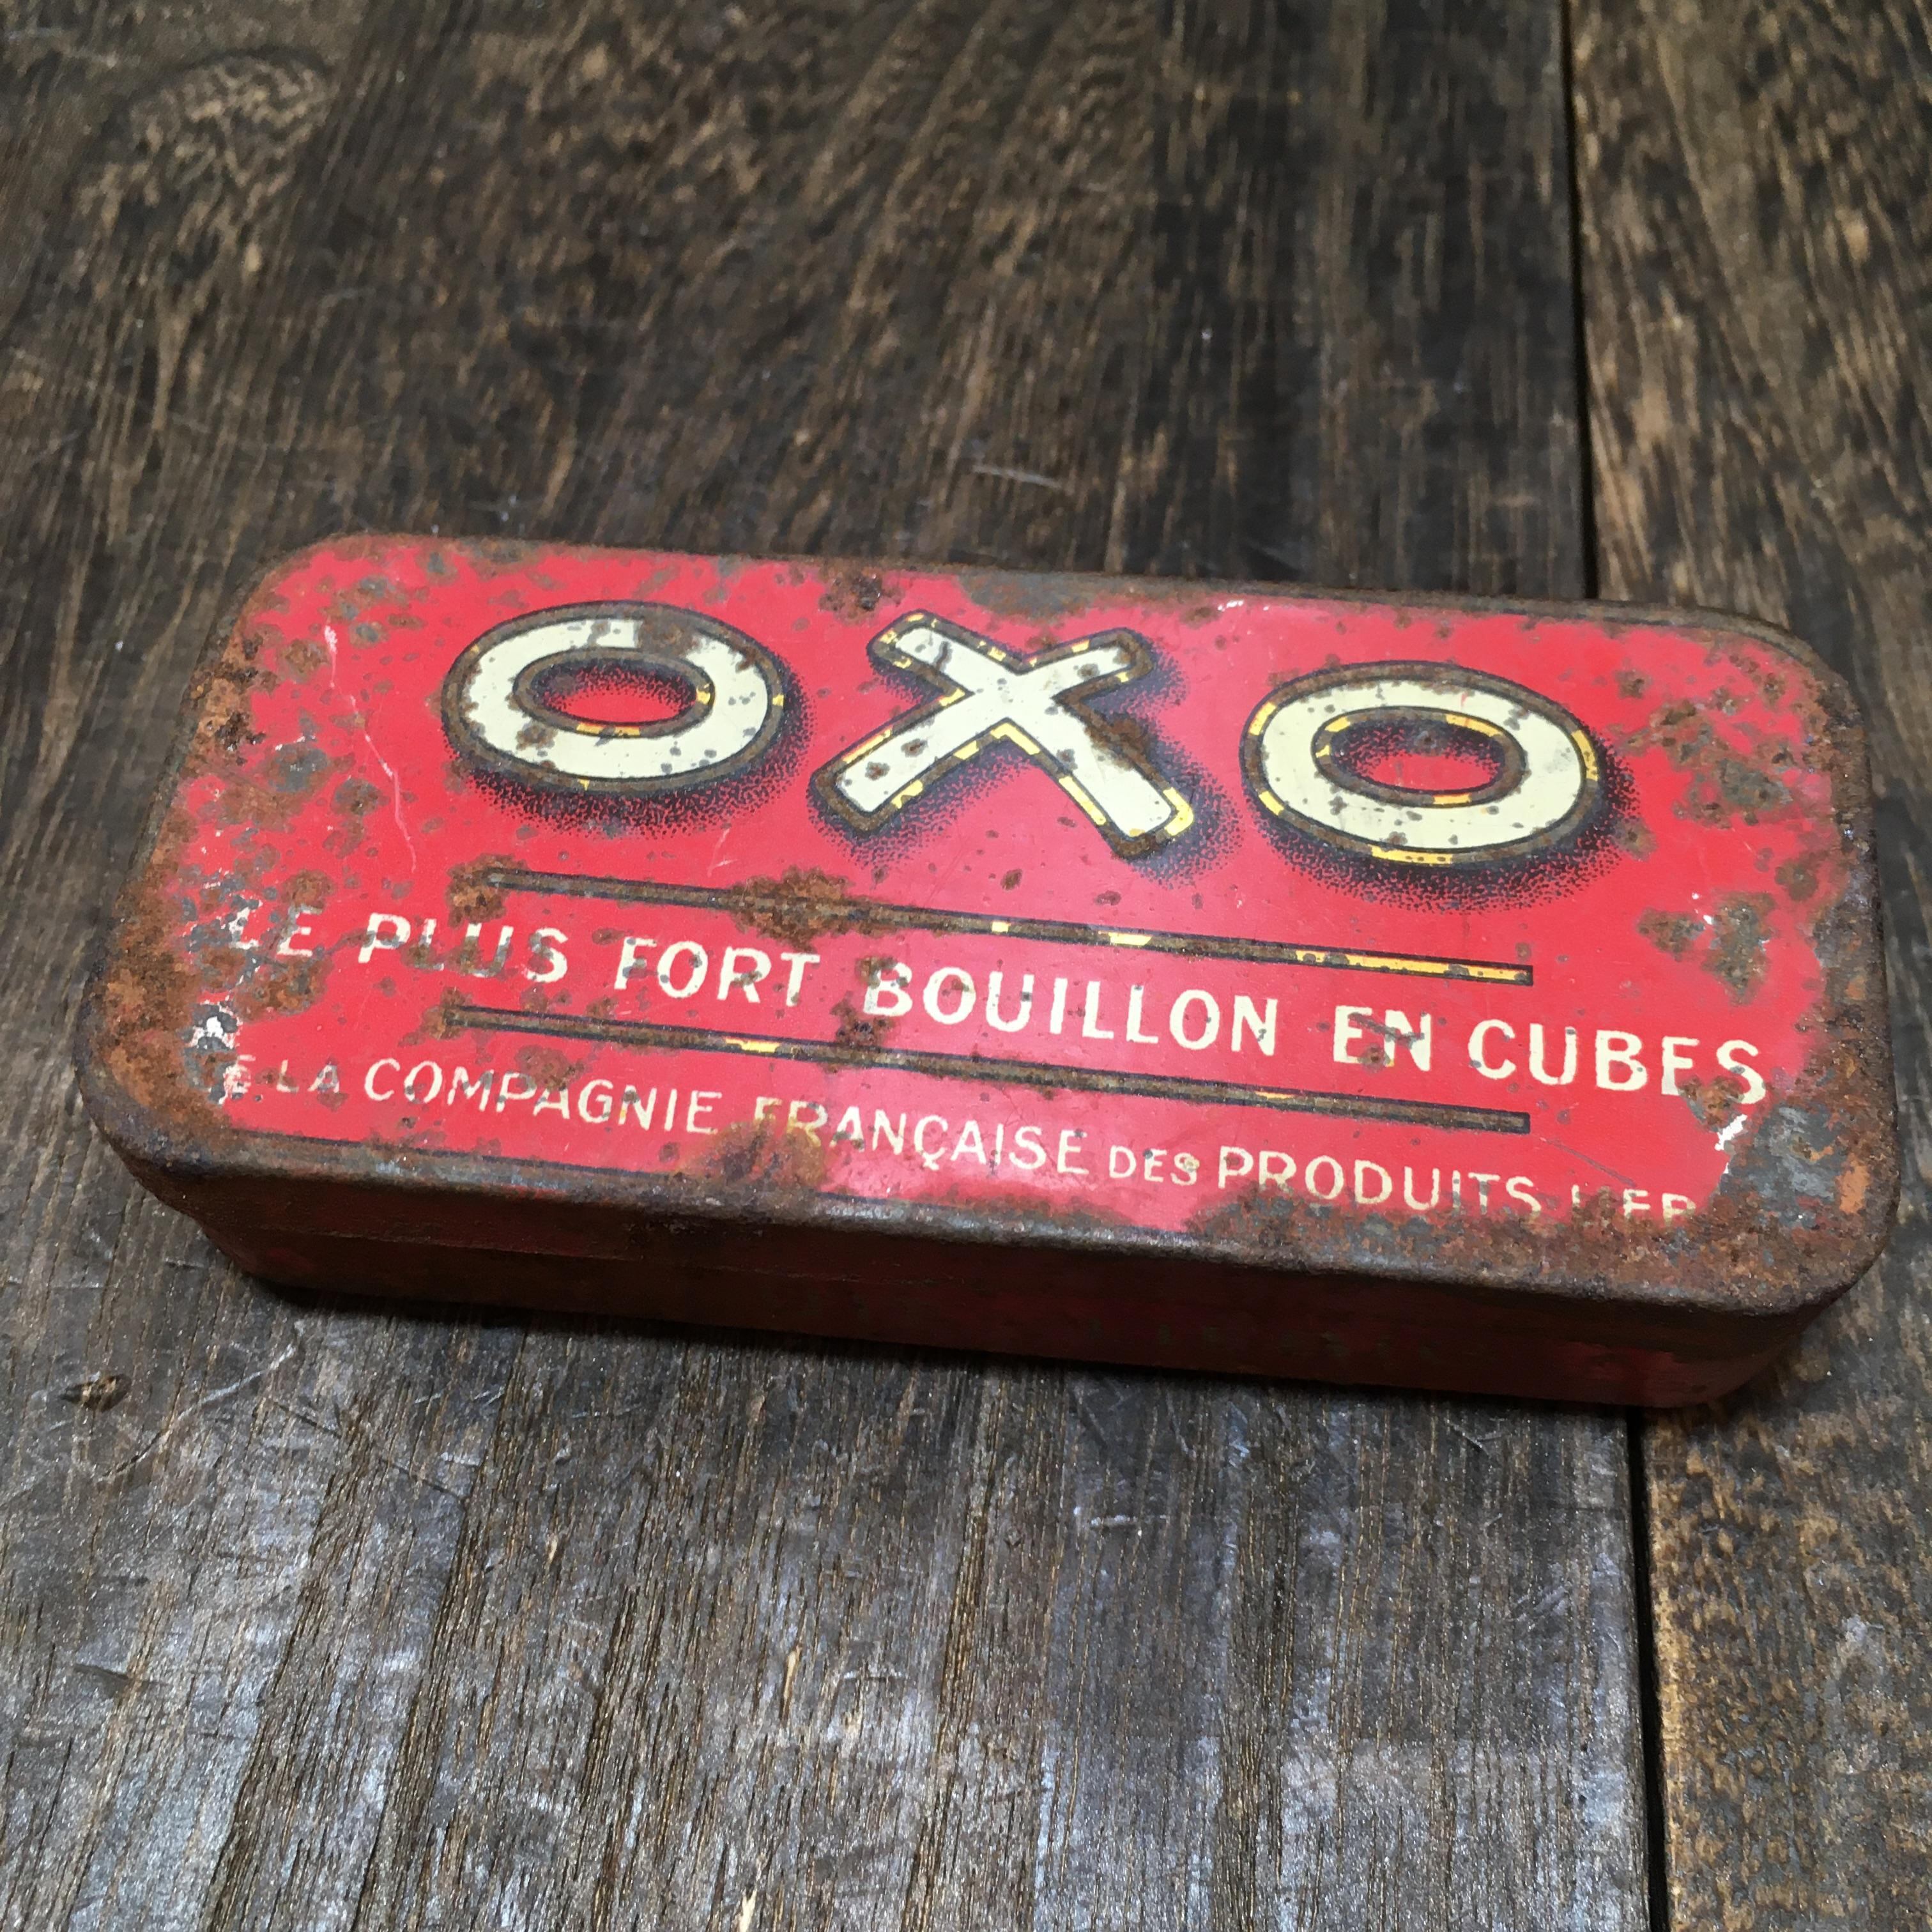 OXO
LE PLUS FORT BOUILLON EN CUBES
LA COMPAGNIE FRANÇAISE DES PRODUITS